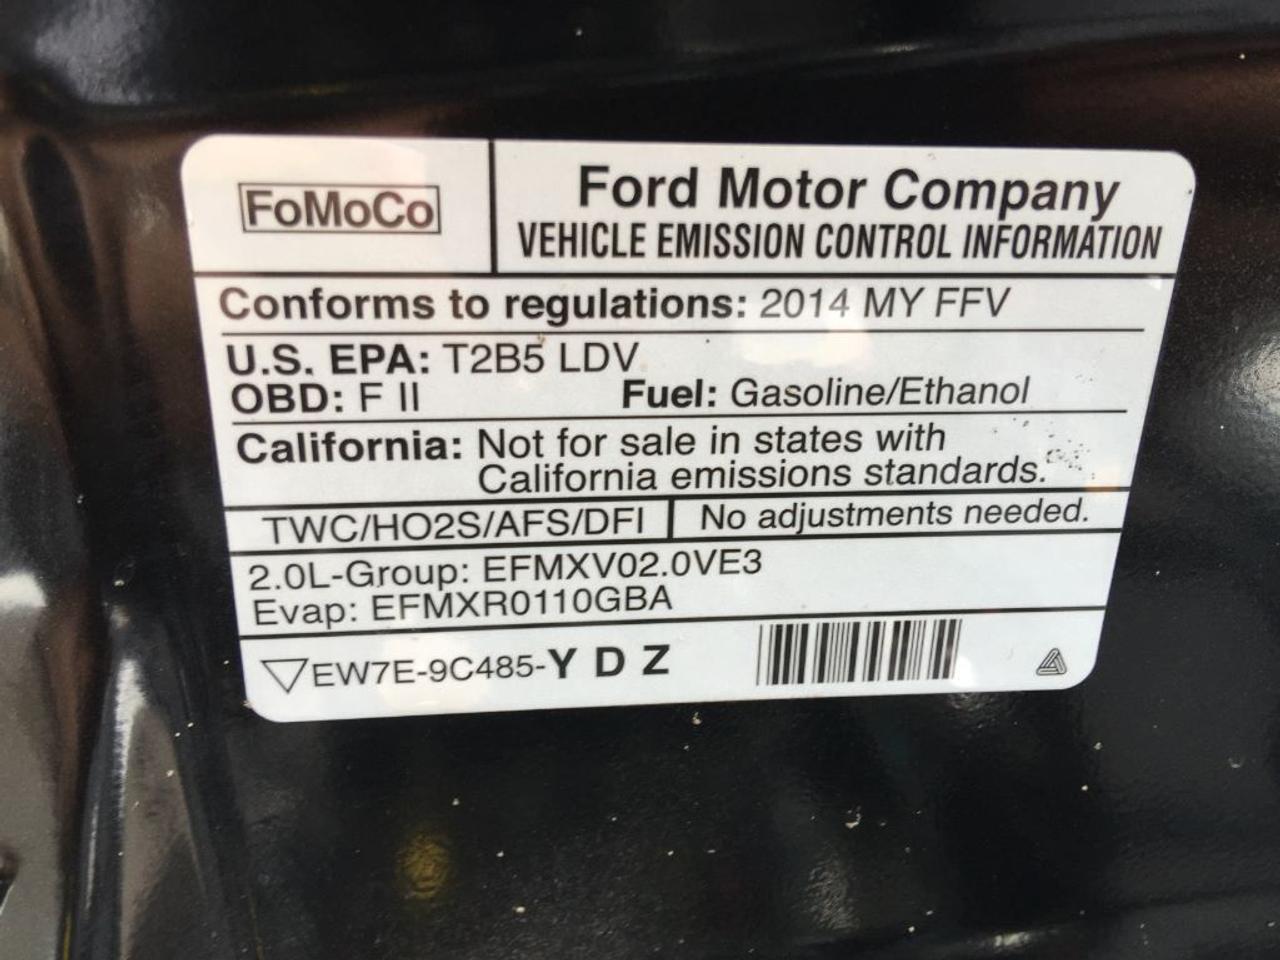 FoMoCo
Ford Motor Company
VEHICLE EMISSION CONTROL INFORMATION
Conforms to regulations: 2014 MY FFV
U.S. EPA: T2B5 LDV
OBD: F II Fuel: Gasoline/Ethanol
California: Not for sale in states with
California emissions standards.
TWC/HO2S/AFS/DFI No adjustments needed.
2.0L-Group: EFMXV02.0VE3
Evap: EFMXR0110GBA
EW7E-9C485-Y D Z